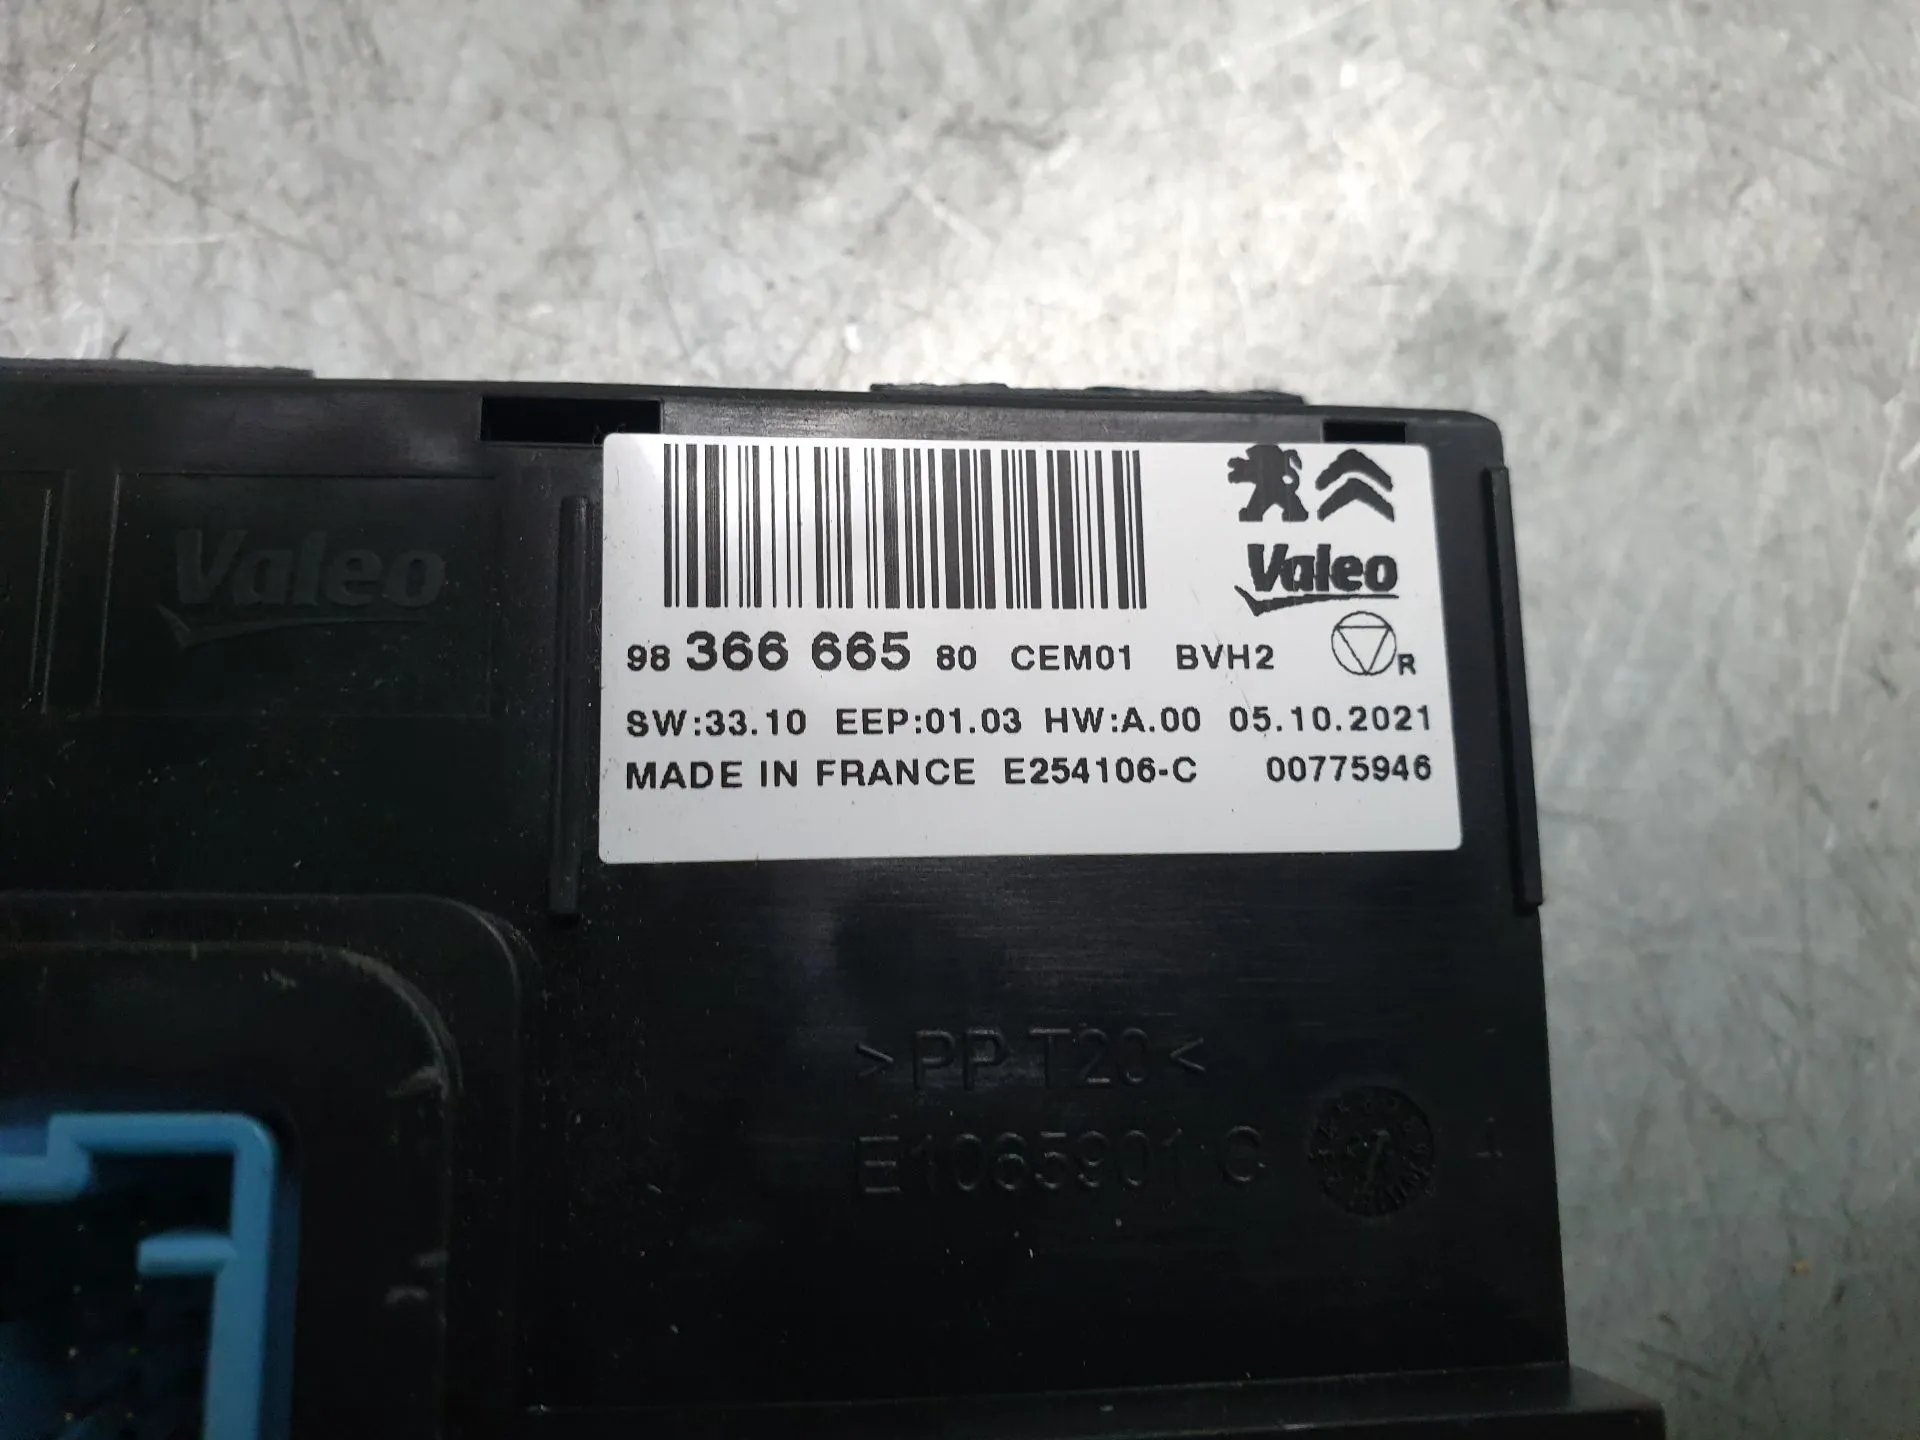 Valeo
Valeo
98 366 665 80 CEM01 BVH2 R
SW:33.10 EEP:01.03 HW:A.00 05.10.2021
MADE IN FRANCE E254106-C 00775946
>PP T20<
E1065901 C